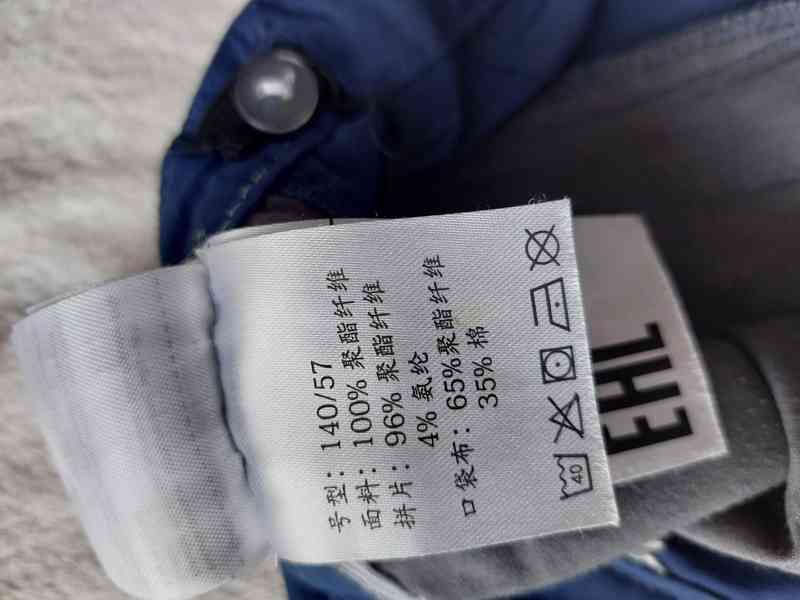 号型：140/57
面料：100% 聚酯纤维
拼片：96% 聚酯纤维
4% 氨纶
口袋布：65%聚酯纤维
35% 棉
40
EHL